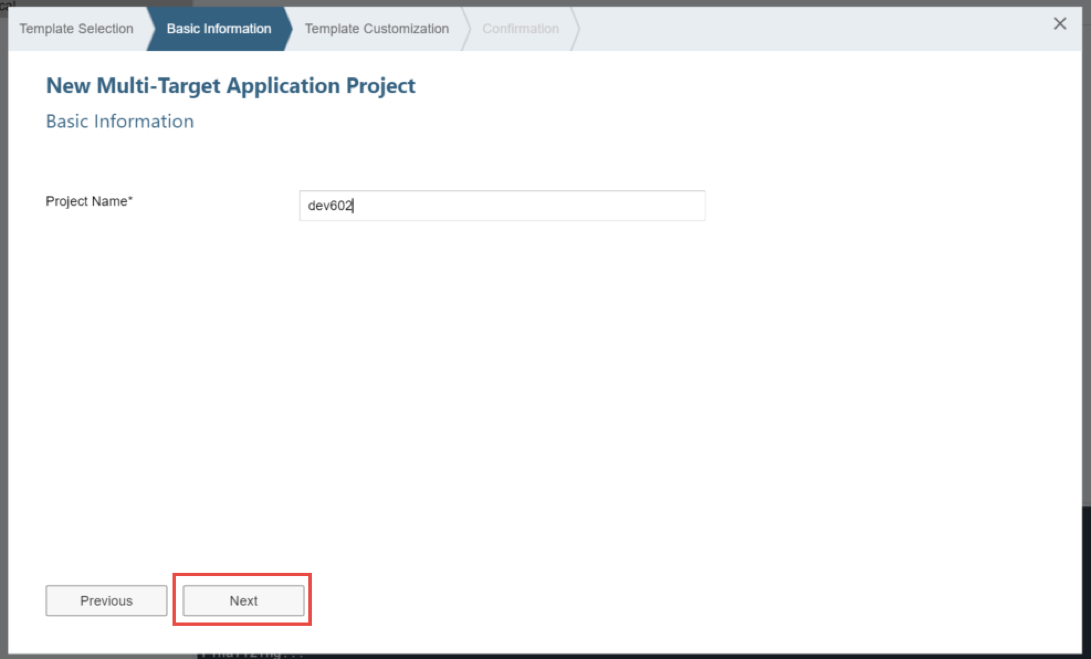 Template Selection
Basic Information
Template Customization
Confirmation
New Multi-Target Application Project
Basic Information
Project Name*
dev602
Previous
Next